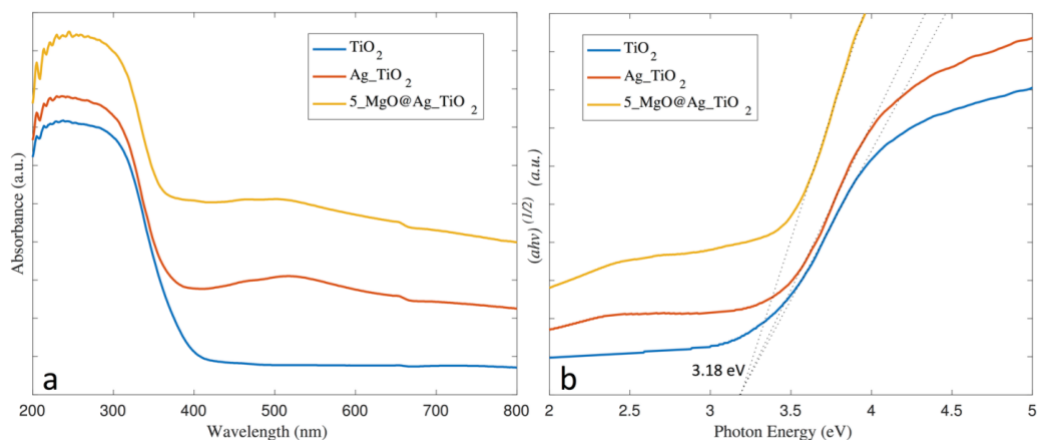 TiO2
Ag_TiO2
5_MgO@Ag_TiO2
Absorbance (a.u.)
a
200 300 400 500 600 700 800
Wavelength (nm)
TiO2
Ag_TiO2
5_MgO@Ag_TiO2
(ahv)(1/2) (a.u.)
3.18 eV
b
2 2.5 3 3.5 4 4.5 5
Photon Energy (eV)